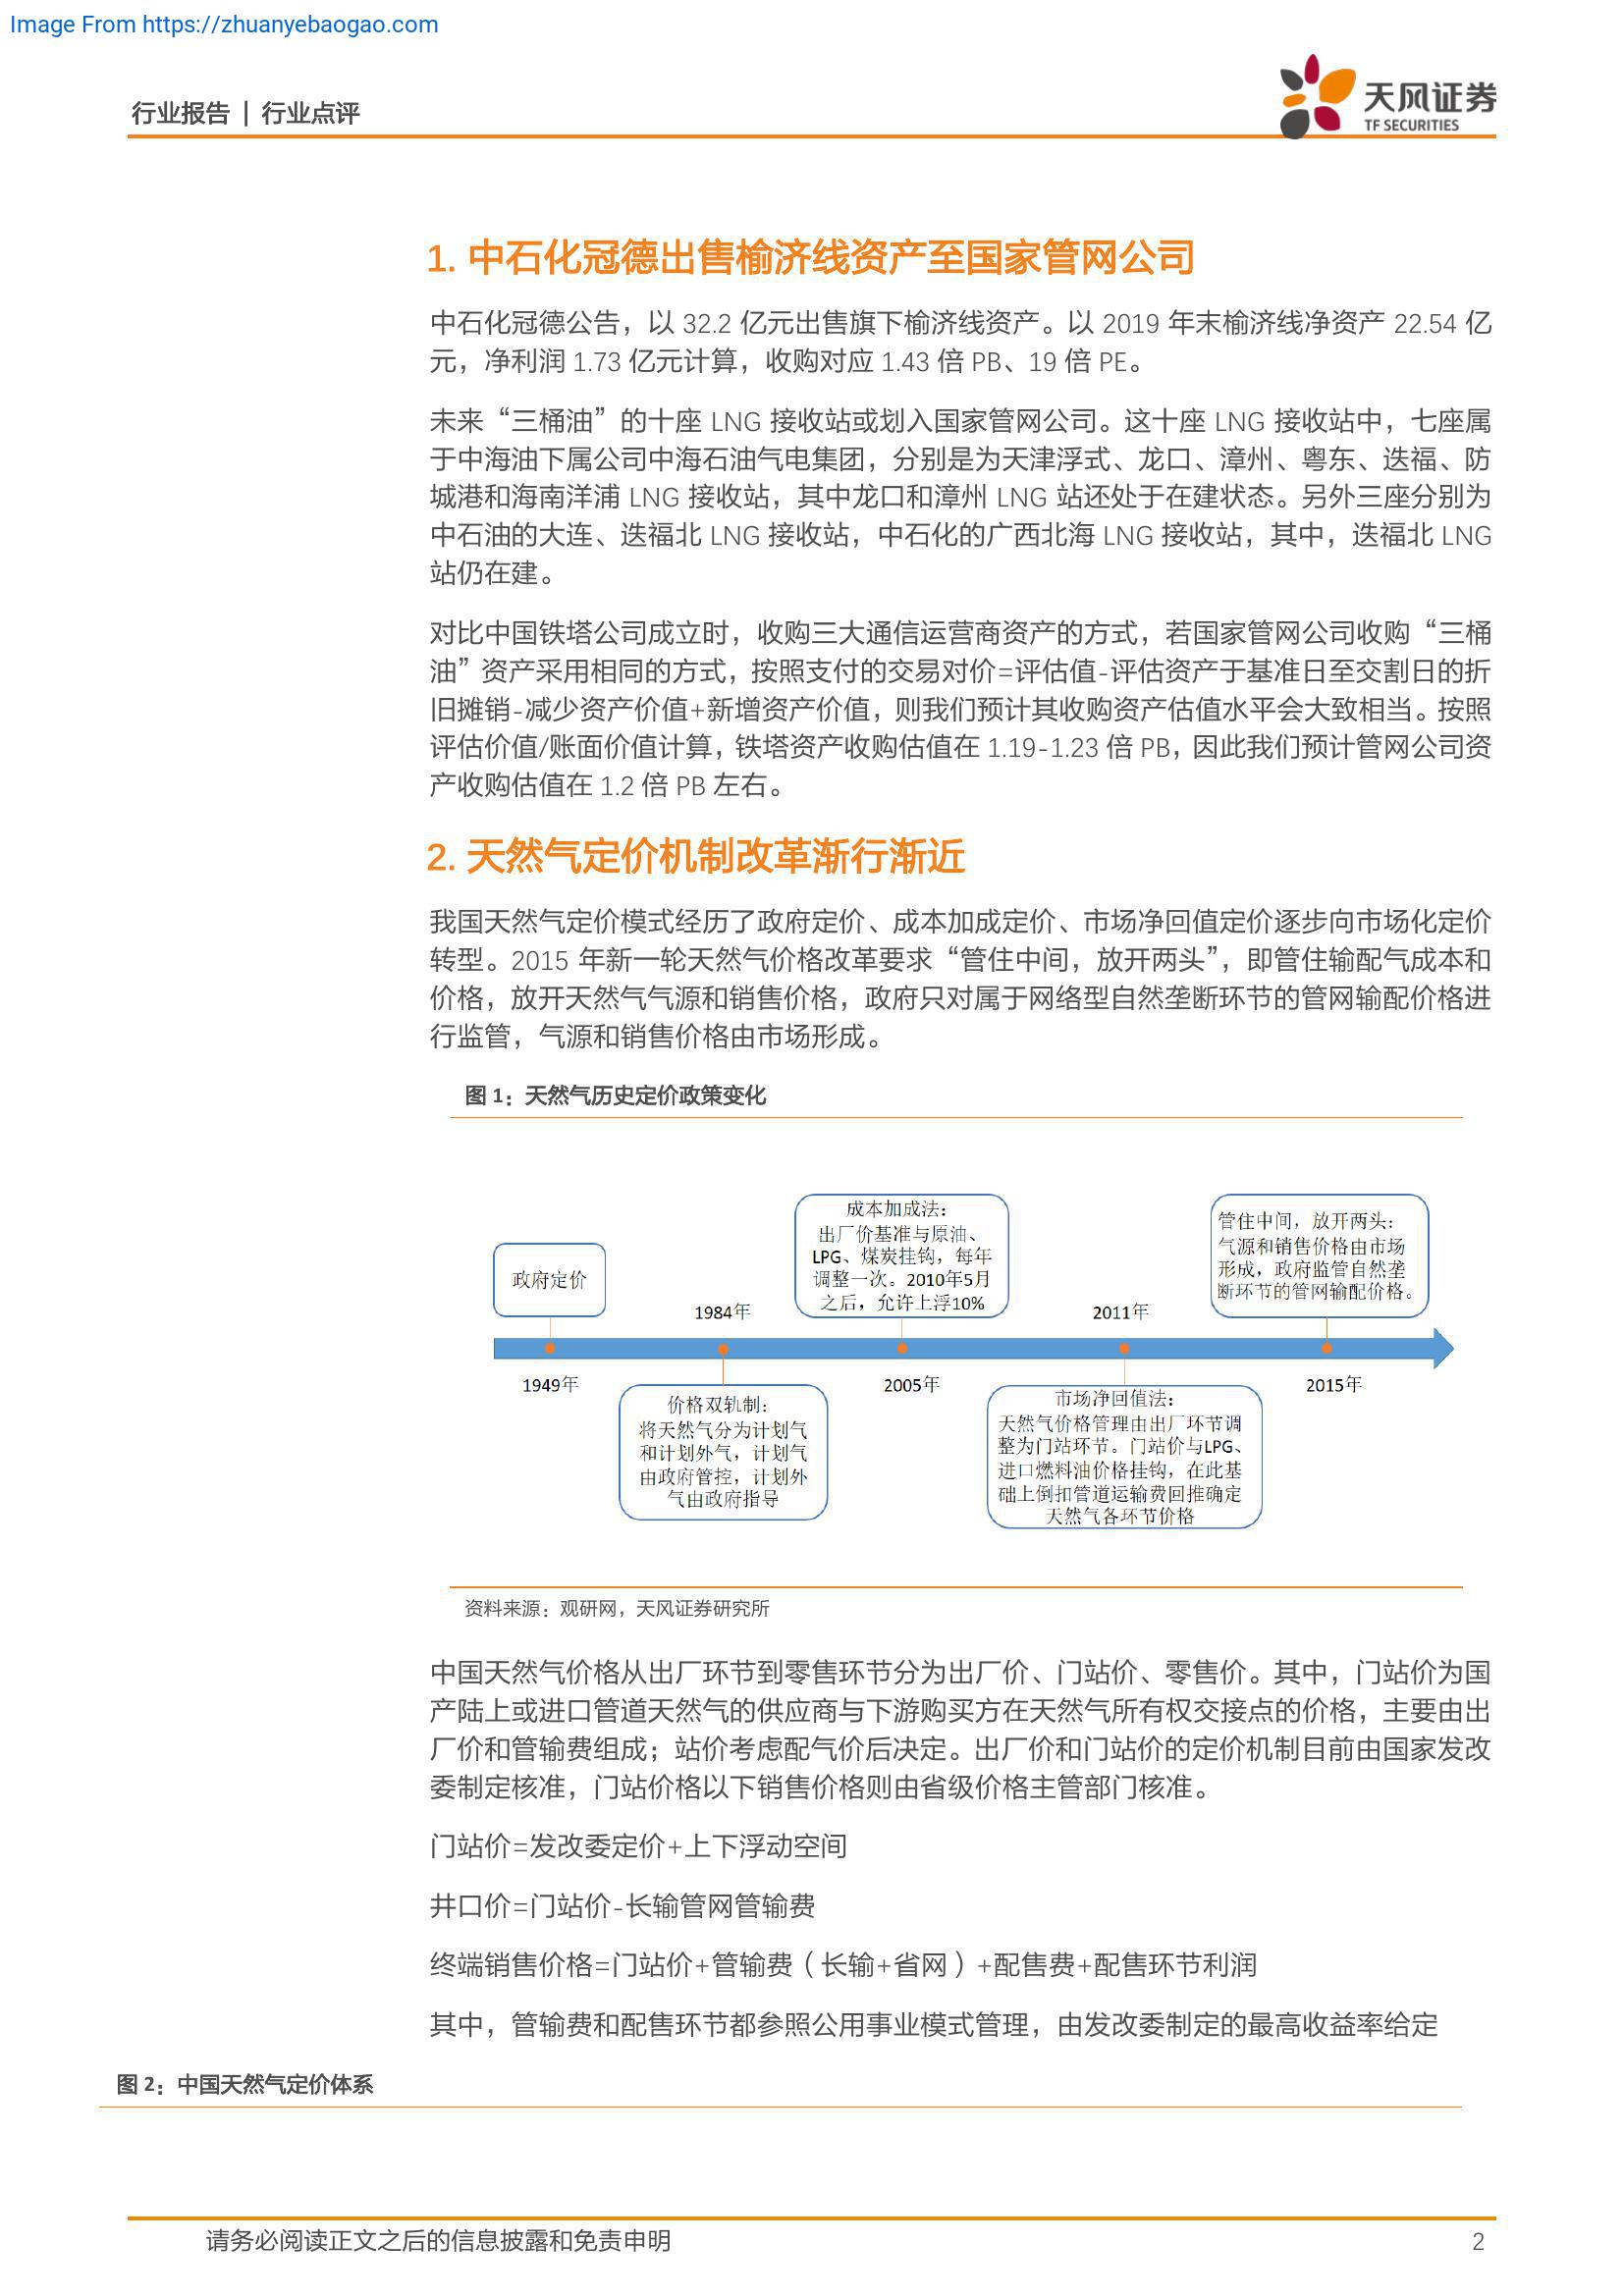 Image From https://zhuanyebaogao.com
行业报告 | 行业点评
天风证券
TF SECURITIES
1. 中石化冠德出售榆济线资产至国家管网公司
中石化冠德公告，以 32.2 亿元出售旗下榆济线资产。以 2019 年末榆济线净资产 22.54 亿
元，净利润 1.73 亿元计算，收购对应 1.43 倍 PB、19 倍 PE。
未来“三桶油”的十座 LNG 接收站或划入国家管网公司。这十座 LNG 接收站中，七座属
于中海油下属公司中海石油气电集团，分别是为天津浮式、龙口、漳州、粤东、迭福、防
城港和海南洋浦 LNG 接收站，其中龙口和漳州 LNG 站还处于在建状态。另外三座分别为
中石油的大连、迭福北 LNG 接收站，中石化的广西北海 LNG 接收站，其中，迭福北 LNG
站仍在建。
对比中国铁塔公司成立时，收购三大通信运营商资产的方式，若国家管网公司收购“三桶
油”资产采用相同的方式，按照支付的交易对价=评估值-评估资产于基准日至交割日的折
旧摊销-减少资产价值+新增资产价值，则我们预计其收购资产估值水平会大致相当。按照
评估价值/账面价值计算，铁塔资产收购估值在 1.19-1.23 倍 PB，因此我们预计管网公司资
产收购估值在 1.2 倍 PB 左右。
2. 天然气定价机制改革渐行渐近
我国天然气定价模式经历了政府定价、成本加成定价、市场净回值定价逐步向市场化定价
转型。2015 年新一轮天然气价格改革要求“管住中间，放开两头”，即管住输配气成本和
价格，放开天然气气源和销售价格，政府只对属于网络型自然垄断环节的管网输配价格进
行监管，气源和销售价格由市场形成。
图 1：天然气历史定价政策变化
政府定价
1949年
1984年
价格双轨制：
将天然气分为计划气
和计划外气，计划气
由政府管控，计划外
气由政府指导
成本加成法：
出厂价基准与原油、
LPG、煤炭挂钩，每年
调整一次。2010年5月
之后，允许上浮10%
2005年
2011年
市场净回值法：
天然气价格管理由出厂环节调
整为门站环节。门站价与LPG、
进口燃料油价格挂钩，在此基
础上倒扣管道运输费回推确定
天然气各环节价格
管住中间，放开两头：
气源和销售价格由市场
形成，政府监管自然垄
断环节的管网输配价格。
2015年
资料来源：观研网，天风证券研究所
中国天然气价格从出厂环节到零售环节分为出厂价、门站价、零售价。其中，门站价为国
产陆上或进口管道天然气的供应商与下游购买方在天然气所有权交接点的价格，主要由出
厂价和管输费组成；站价考虑配气价后决定。出厂价和门站价的定价机制目前由国家发改
委制定核准，门站价格以下销售价格则由省级价格主管部门核准。
门站价=发改委定价+上下浮动空间
井口价=门站价-长输管网管输费
终端销售价格=门站价+管输费（长输+省网）+配售费+配售环节利润
其中，管输费和配售环节都参照公用事业模式管理，由发改委制定的最高收益率给定
图 2：中国天然气定价体系
请务必阅读正文之后的信息披露和免责申明
2